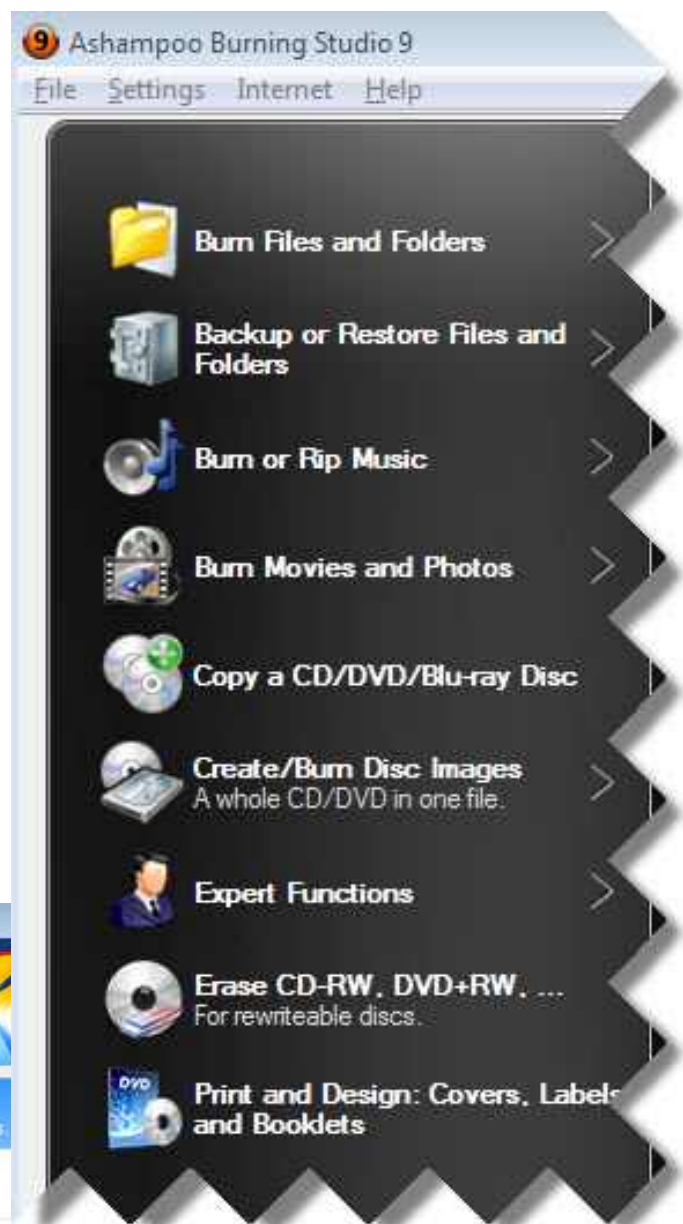 Ashampoo Burning Studio 9
File Settings Internet Help
Burn Files and Folders
Backup or Restore Files and
Folders
Burn or Rip Music
Burn Movies and Photos
Copy a CD/DVD/Blu-ray Disc
Create/Burn Disc Images
A whole CD/DVD in one file.
Expert Functions
Erase CD-RW, DVD+RW, ...
For rewriteable discs.
DVD
Print and Design: Covers, Labels
and Booklets